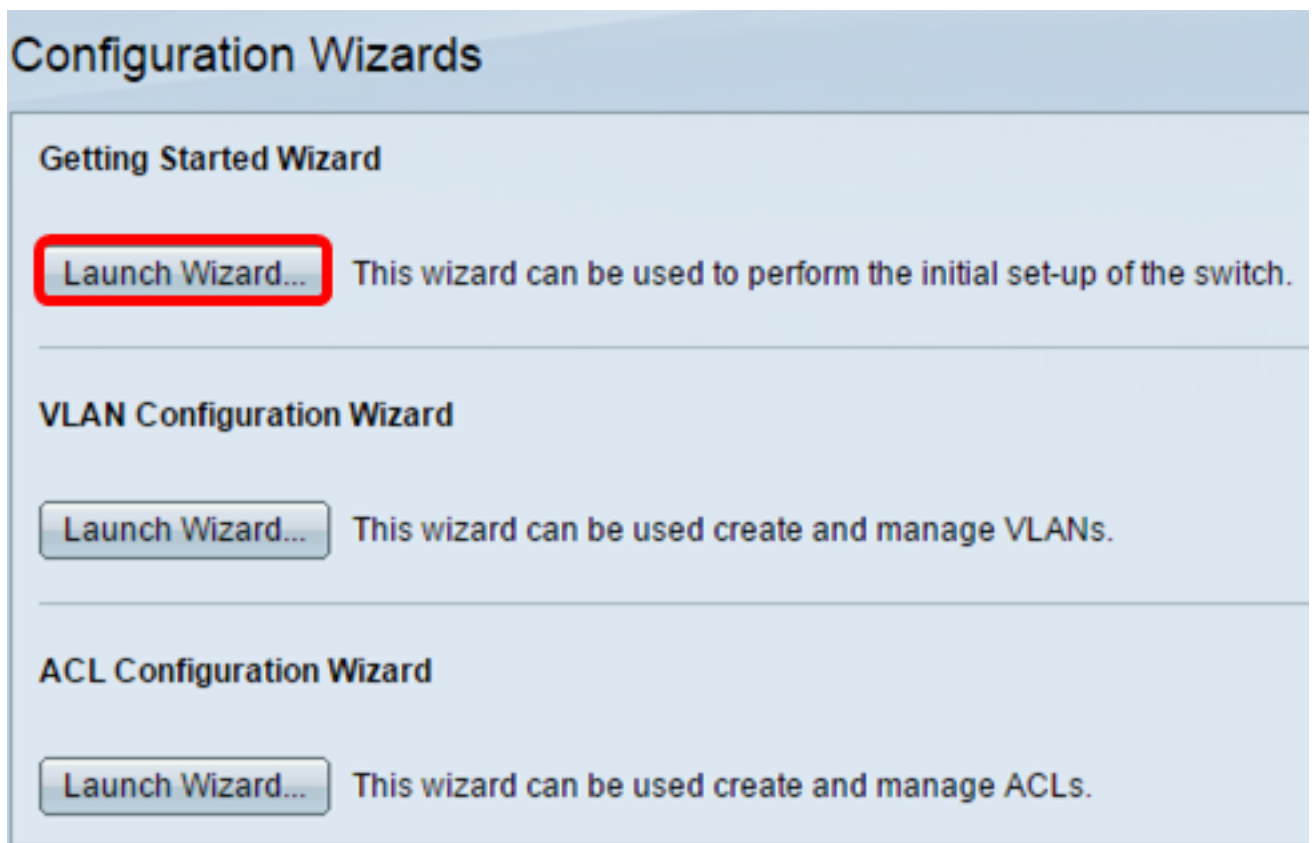 Configuration Wizards
Getting Started Wizard
Launch Wizard... This wizard can be used to perform the initial set-up of the switch.
VLAN Configuration Wizard
Launch Wizard... This wizard can be used create and manage VLANs.
ACL Configuration Wizard
Launch Wizard... This wizard can be used create and manage ACLs.